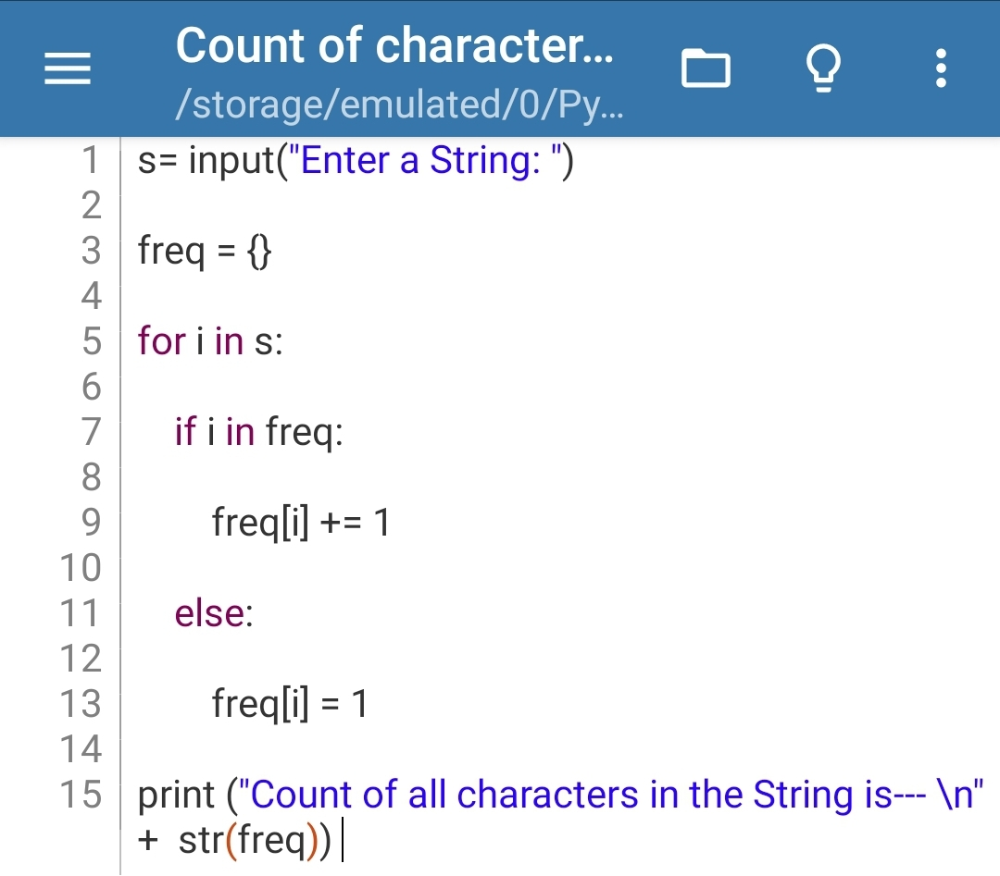 Count of character...
/storage/emulated/0/Py...
1 s= input("Enter a String: ")
2
3 freq = {}
4
5 for i in s:
6
7     if i in freq:
8
9         freq[i] += 1
10
11     else:
12
13         freq[i] = 1
14
15 print ("Count of all characters in the String is--- \n"
+  str(freq))